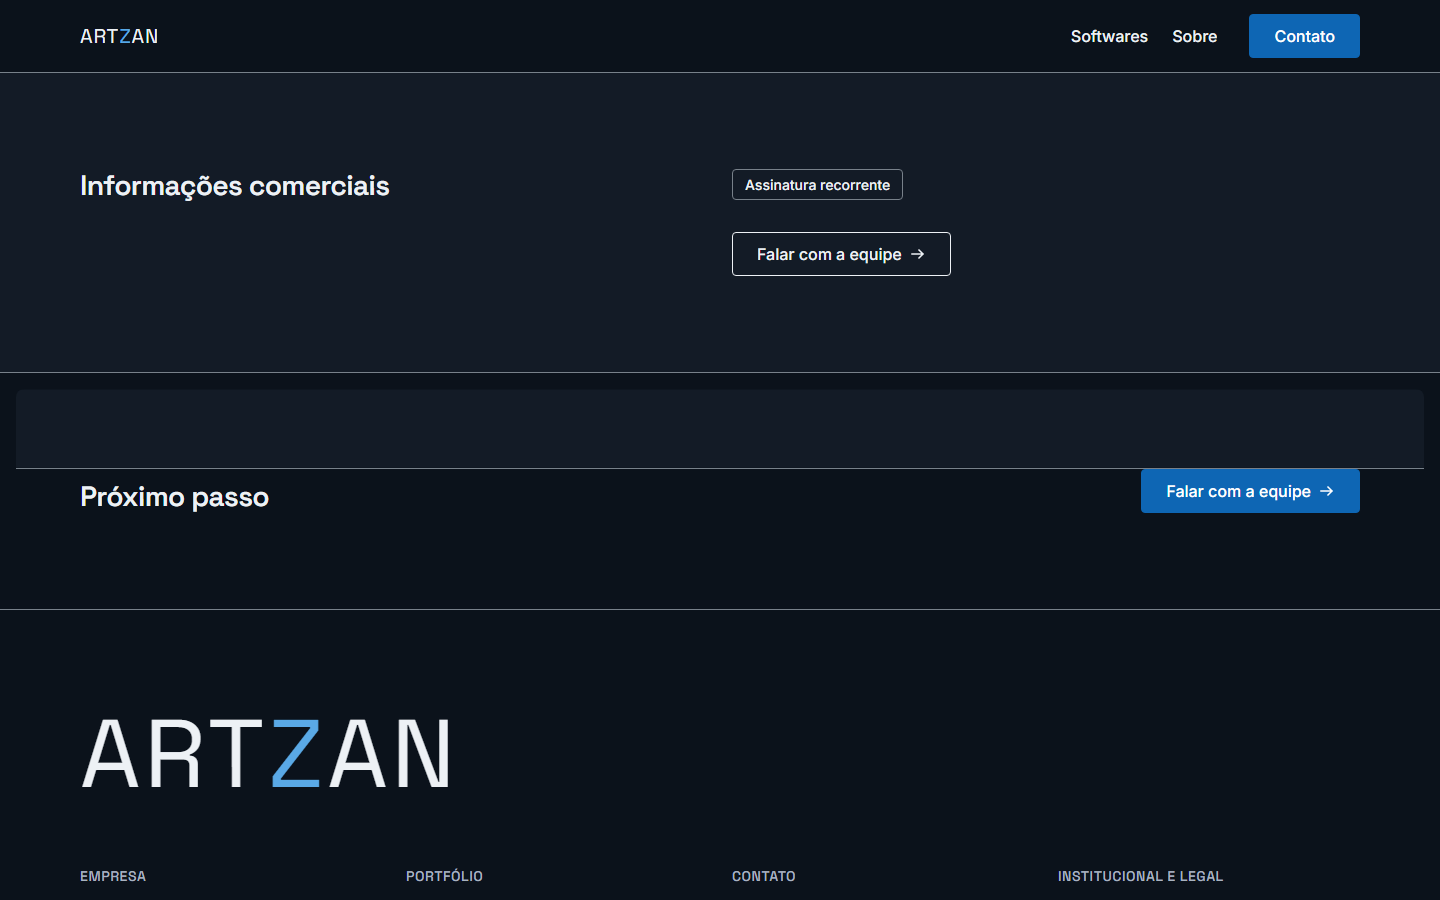 ARTZAN
Softwares
Sobre
Contato
Informações comerciais
Assinatura recorrente
Falar com a equipe →
Próximo passo
Falar com a equipe →
ARTZAN
EMPRESA
PORTFÓLIO
CONTATO
INSTITUCIONAL E LEGAL